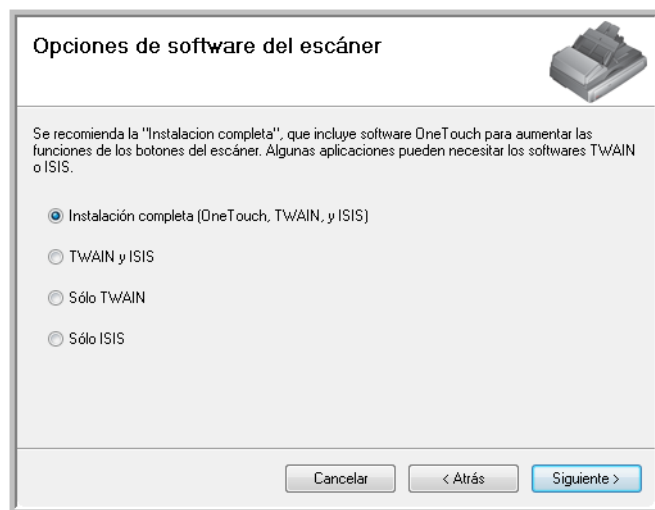 Opciones de software del escáner
Se recomienda la "Instalacion completa", que incluye software OneTouch para aumentar las
funciones de los botones del escáner. Algunas aplicaciones pueden necesitar los softwares TWAIN
o ISIS.
Instalación completa (OneTouch, TWAIN, y ISIS)
TWAIN y ISIS
Sólo TWAIN
Sólo ISIS
Cancelar < Atrás Siguiente >